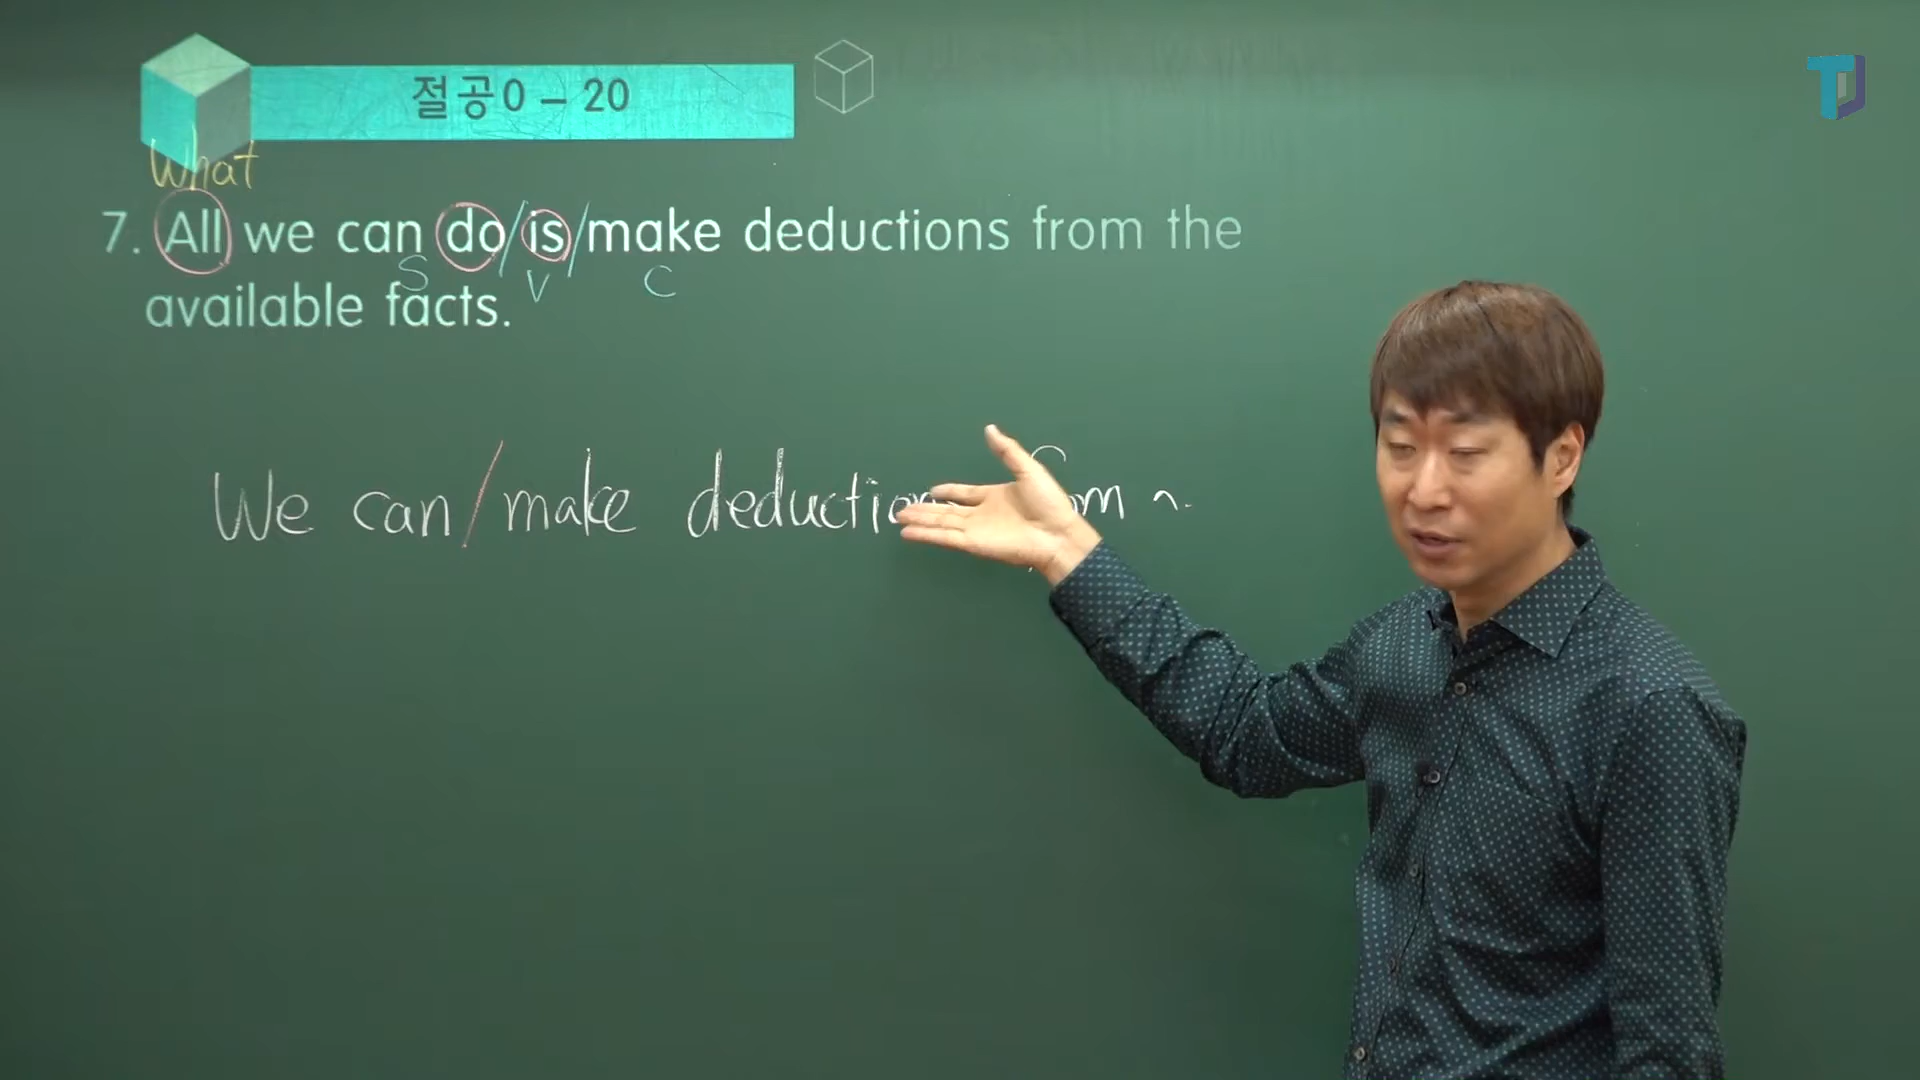 절공0 – 20
What
7. All we can do/is/make deductions from the
S V C
available facts.
We can/make deduction om ~.